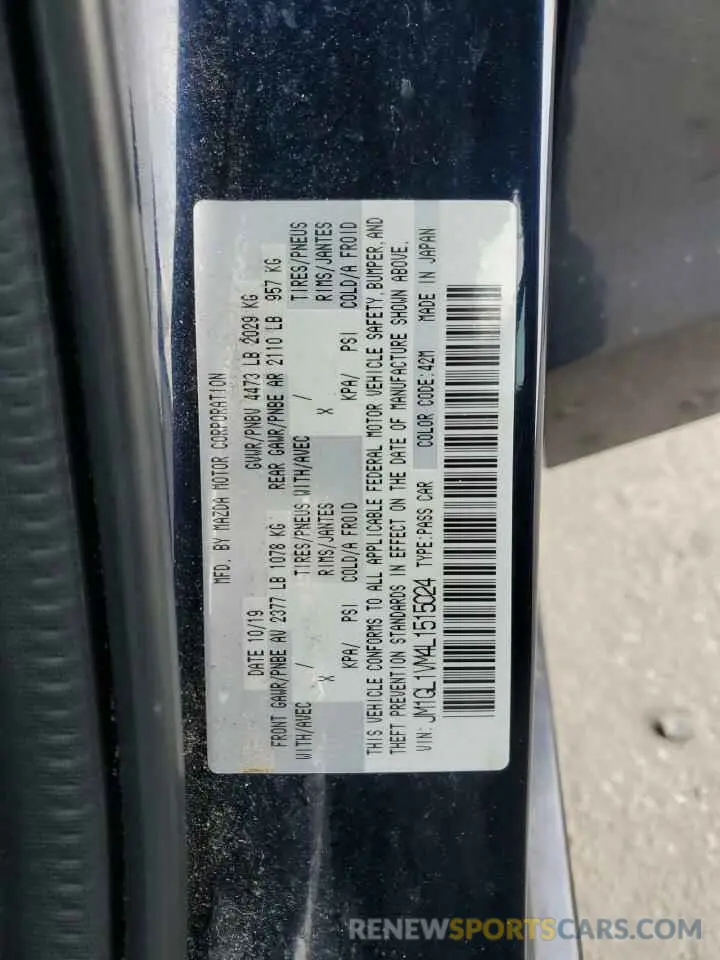 MFD. BY MAZDA MOTOR CORPORATION
DATE 10/19 GVWR/PNBV 4473 LB 2029 KG
FRONT GAWR/PNBE AV 2377 LB 1078 KG REAR GAWR/PNBE AR 2110 LB 957 KG
WITH/AVEC / TIRES/PNEUS WITH/AVEC / TIRES/PNEUS
X RIMS/JANTES X RIMS/JANTES
KPA/ PSI COLD/A FROID KPA/ PSI COLD/A FROID
THIS VEHICLE CONFORMS TO ALL APPLICABLE FEDERAL MOTOR VEHICLE SAFETY, BUMPER, AND
THEFT PREVENTION STANDARDS IN EFFECT ON THE DATE OF MANUFACTURE SHOWN ABOVE.
VIN: JM1GL1VM4L1515024 TYPE:PASS CAR COLOR CODE:42M MADE IN JAPAN
RENEWSPORTSCARS.COM